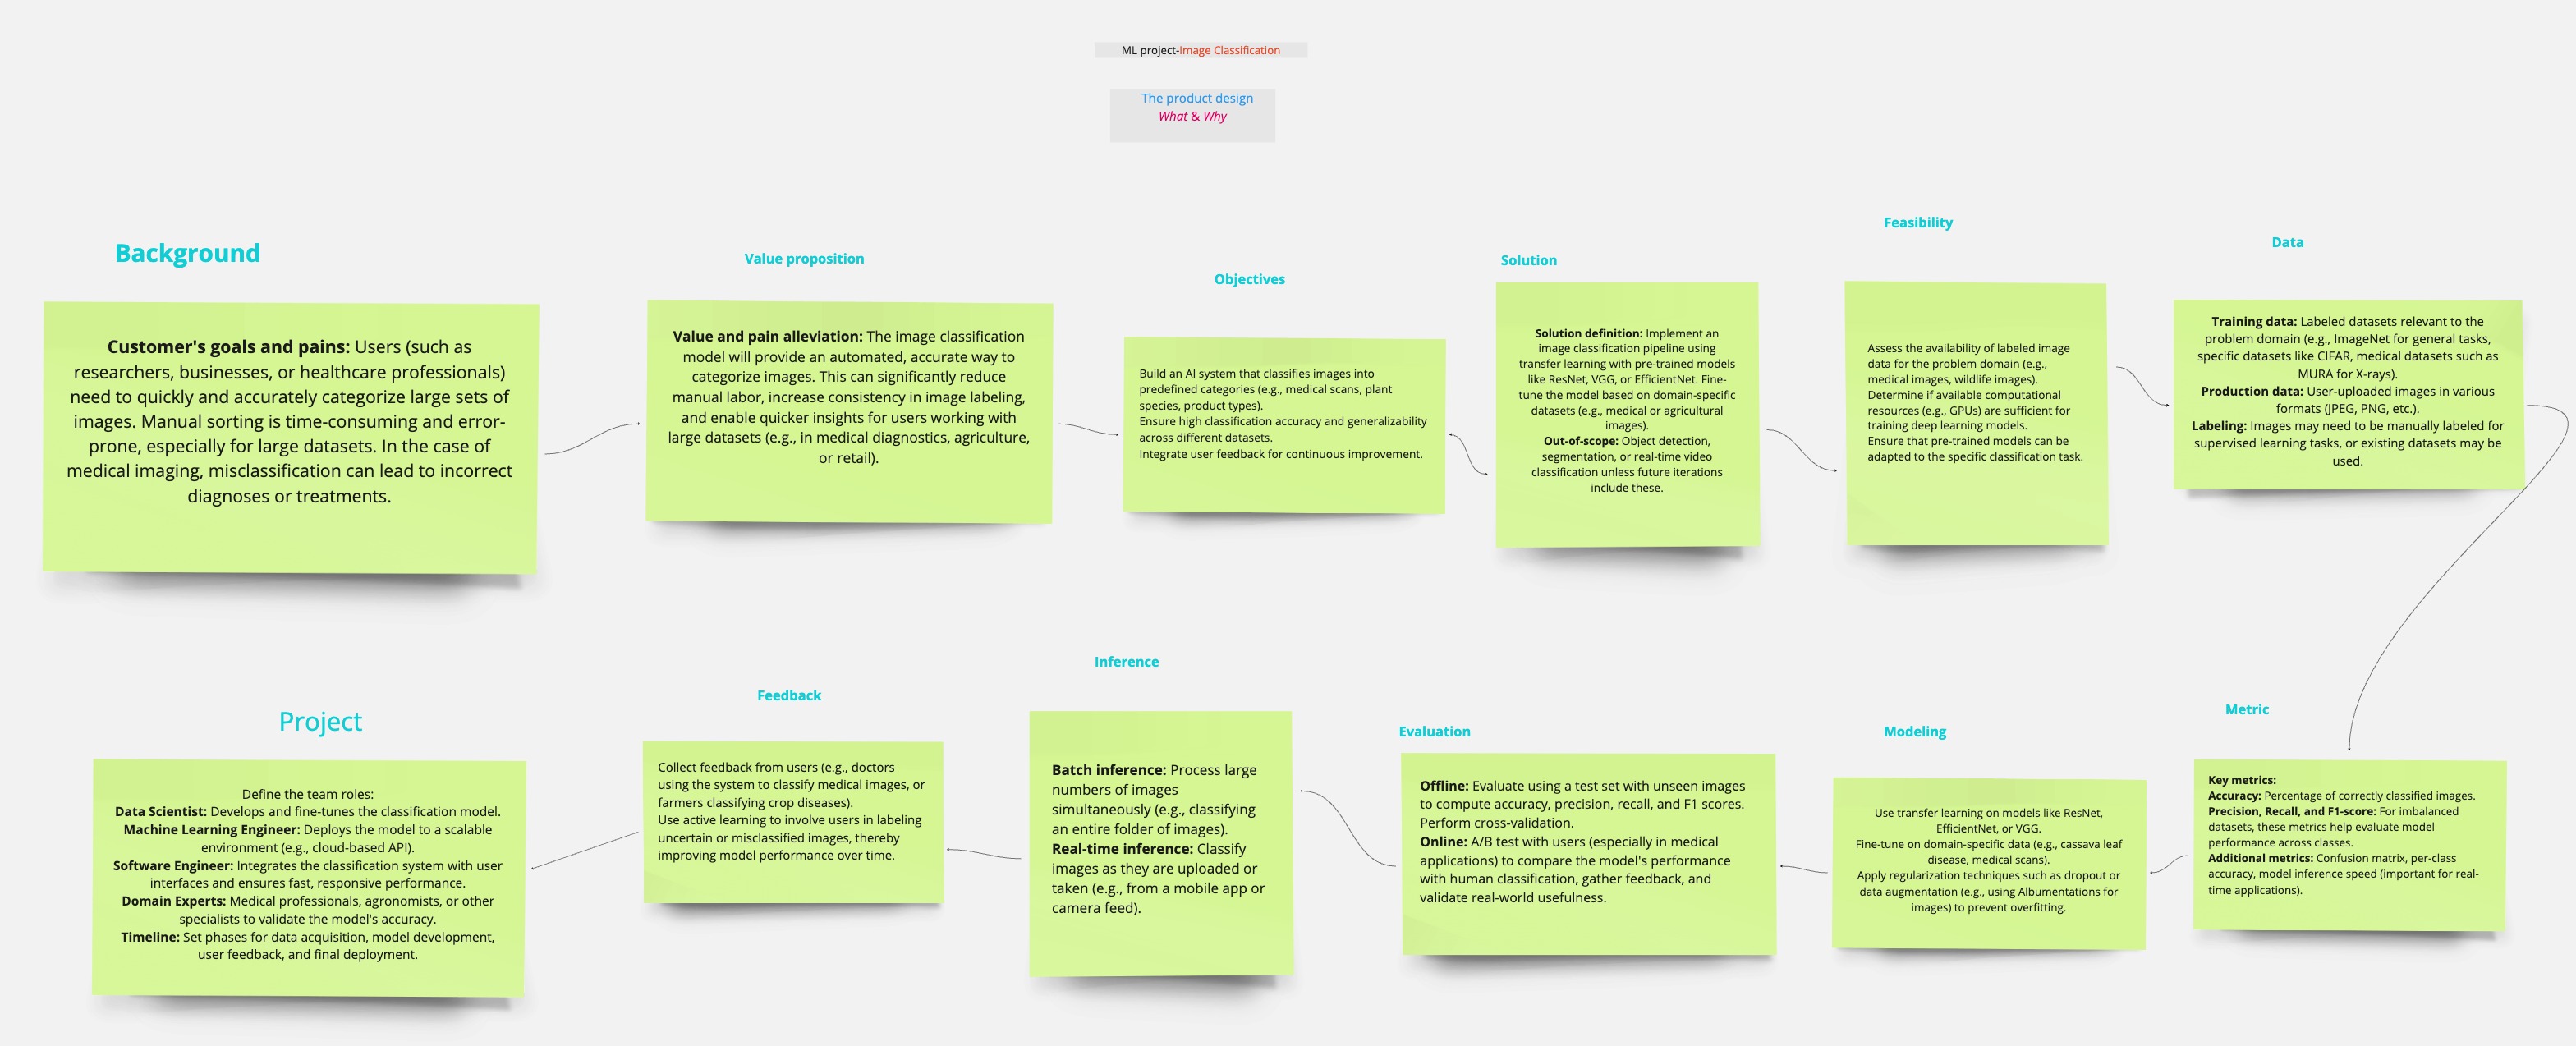 ML project-Image Classification
The product design
What & Why
Background
Customer's goals and pains: Users (such as
researchers, businesses, or healthcare professionals)
need to quickly and accurately categorize large sets of
images. Manual sorting is time-consuming and error-
prone, especially for large datasets. In the case of
medical imaging, misclassification can lead to incorrect
diagnoses or treatments.
Value proposition
Value and pain alleviation: The image classification
model will provide an automated, accurate way to
categorize images. This can significantly reduce
manual labor, increase consistency in image labeling,
and enable quicker insights for users working with
large datasets (e.g., in medical diagnostics, agriculture,
or retail).
Objectives
Build an AI system that classifies images into
predefined categories (e.g., medical scans, plant
species, product types).
Ensure high classification accuracy and generalizability
across different datasets.
Integrate user feedback for continuous improvement.
Solution
Solution definition: Implement an
image classification pipeline using
transfer learning with pre-trained models
like ResNet, VGG, or EfficientNet. Fine-
tune the model based on domain-specific
datasets (e.g., medical or agricultural
images).
Out-of-scope: Object detection,
segmentation, or real-time video
classification unless future iterations
include these.
Feasibility
Assess the availability of labeled image
data for the problem domain (e.g.,
medical images, wildlife images).
Determine if available computational
resources (e.g., GPUs) are sufficient for
training deep learning models.
Ensure that pre-trained models can be
adapted to the specific classification task.
Data
Training data: Labeled datasets relevant to the
problem domain (e.g., ImageNet for general tasks,
specific datasets like CIFAR, medical datasets such as
MURA for X-rays).
Production data: User-uploaded images in various
formats (JPEG, PNG, etc.).
Labeling: Images may need to be manually labeled for
supervised learning tasks, or existing datasets may be
used.
Metric
Key metrics:
Accuracy: Percentage of correctly classified images.
Precision, Recall, and F1-score: For imbalanced
datasets, these metrics help evaluate model
performance across classes.
Additional metrics: Confusion matrix, per-class
accuracy, model inference speed (important for real-
time applications).
Modeling
Use transfer learning on models like ResNet,
EfficientNet, or VGG.
Fine-tune on domain-specific data (e.g., cassava leaf
disease, medical scans).
Apply regularization techniques such as dropout or
data augmentation (e.g., using Albumentations for
images) to prevent overfitting.
Evaluation
Offline: Evaluate using a test set with unseen images
to compute accuracy, precision, recall, and F1 scores.
Perform cross-validation.
Online: A/B test with users (especially in medical
applications) to compare the model's performance
with human classification, gather feedback, and
validate real-world usefulness.
Inference
Batch inference: Process large
numbers of images
simultaneously (e.g., classifying
an entire folder of images).
Real-time inference: Classify
images as they are uploaded or
taken (e.g., from a mobile app or
camera feed).
Feedback
Collect feedback from users (e.g., doctors
using the system to classify medical images, or
farmers classifying crop diseases).
Use active learning to involve users in labeling
uncertain or misclassified images, thereby
improving model performance over time.
Project
Define the team roles:
Data Scientist: Develops and fine-tunes the classification model.
Machine Learning Engineer: Deploys the model to a scalable
environment (e.g., cloud-based API).
Software Engineer: Integrates the classification system with user
interfaces and ensures fast, responsive performance.
Domain Experts: Medical professionals, agronomists, or other
specialists to validate the model's accuracy.
Timeline: Set phases for data acquisition, model development,
user feedback, and final deployment.